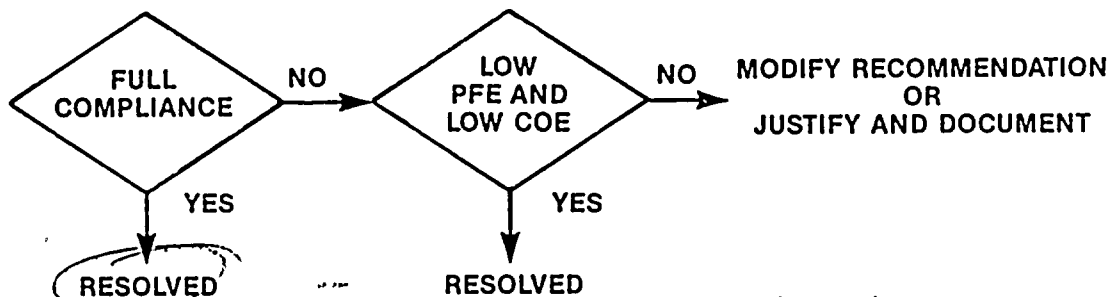 FULL
COMPLIANCE
NO
LOW
PFE AND
LOW COE
NO
MODIFY RECOMMENDATION
OR
JUSTIFY AND DOCUMENT
YES
YES
RESOLVED
RESOLVED